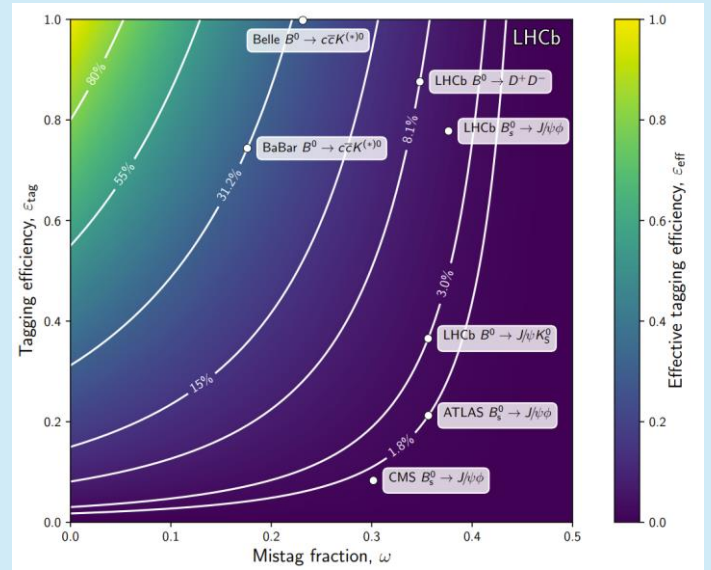 LHCb
Belle B⁰ → cc̅K⁽*⁾⁰
LHCb B⁰ → D⁺D⁻
LHCb B⁰ₛ → J/ψϕ
BaBar B⁰ → cc̅K⁽*⁾⁰
LHCb B⁰ → J/ψK⁰_S
ATLAS B⁰ₛ → J/ψϕ
CMS B⁰ₛ → J/ψϕ
80%
55%
31.2%
15%
8.1%
3.0%
1.8%
Tagging efficiency, ε_tag
1.0
0.8
0.6
0.4
0.2
0.0
0.0 0.1 0.2 0.3 0.4 0.5
Mistag fraction, ω
1.0
0.8
0.6
0.4
0.2
0.0
Effective tagging efficiency, ε_eff